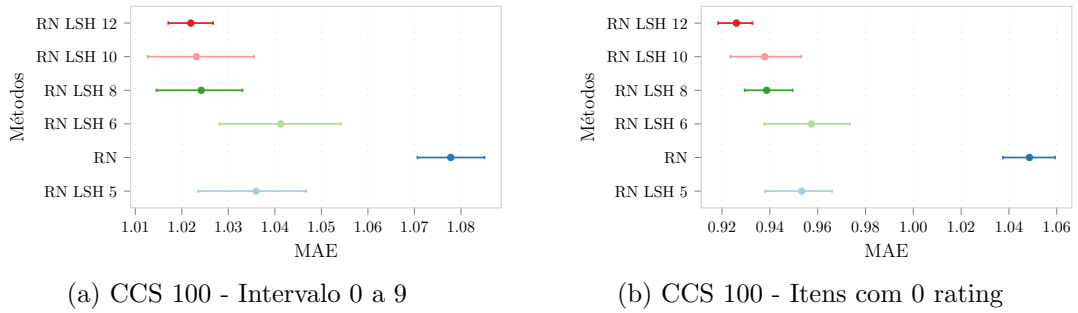 RN LSH 12
RN LSH 10
RN LSH 8
RN LSH 6
RN
RN LSH 5
Métodos
1.01 1.02 1.03 1.04 1.05 1.06 1.07 1.08
MAE
(a) CCS 100 - Intervalo 0 a 9
RN LSH 12
RN LSH 10
RN LSH 8
RN LSH 6
RN
RN LSH 5
Métodos
0.92 0.94 0.96 0.98 1.00 1.02 1.04 1.06
MAE
(b) CCS 100 - Itens com 0 rating